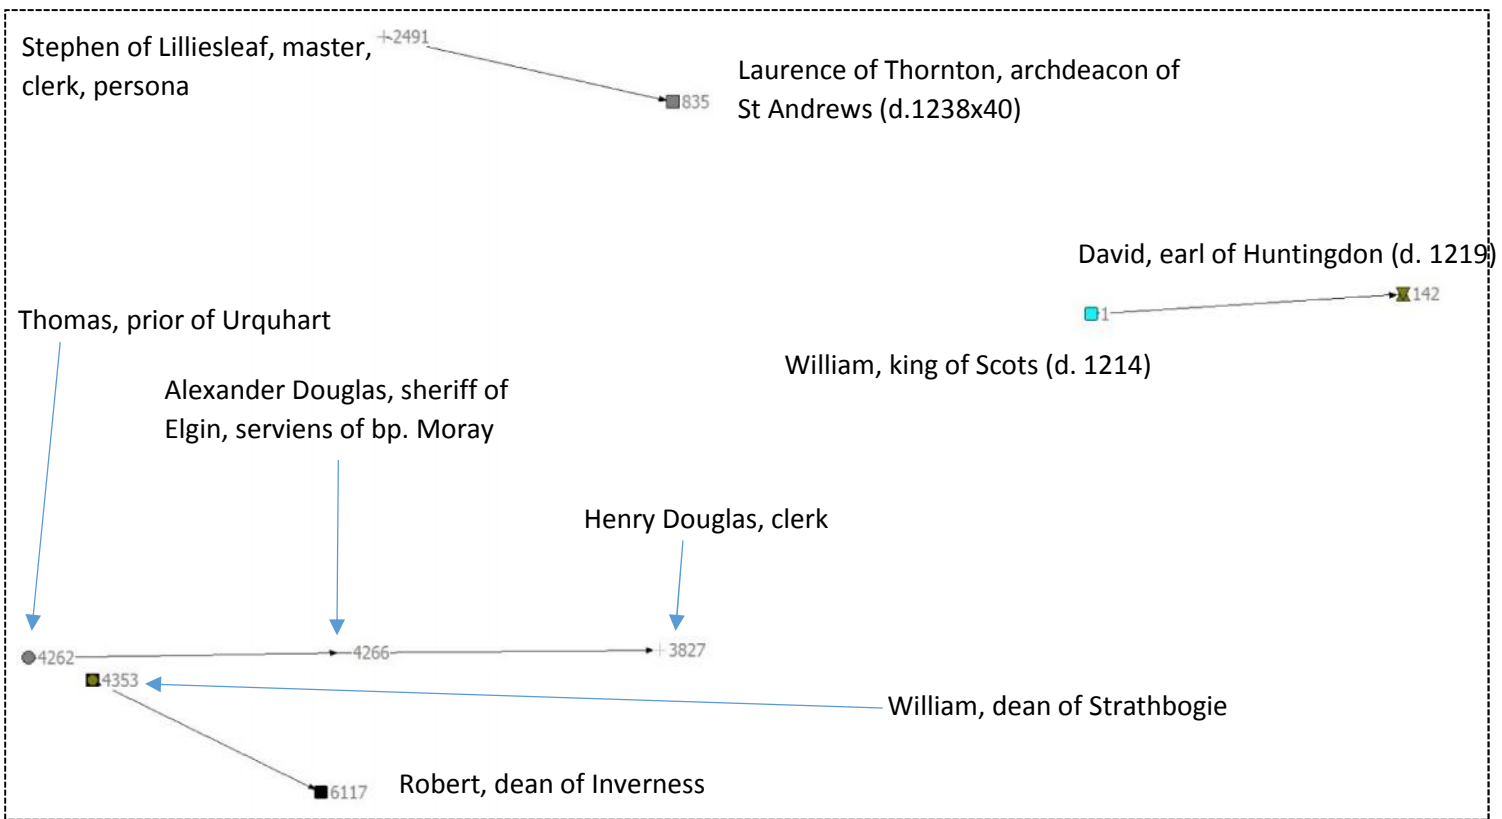 Stephen of Lilliesleaf, master,
clerk, persona
2491
835
Laurence of Thornton, archdeacon of
St Andrews (d.1238x40)
David, earl of Huntingdon (d. 1219)
142
1
William, king of Scots (d. 1214)
Thomas, prior of Urquhart
Alexander Douglas, sheriff of
Elgin, serviens of bp. Moray
Henry Douglas, clerk
4262
4266
3827
4353
William, dean of Strathbogie
6117
Robert, dean of Inverness